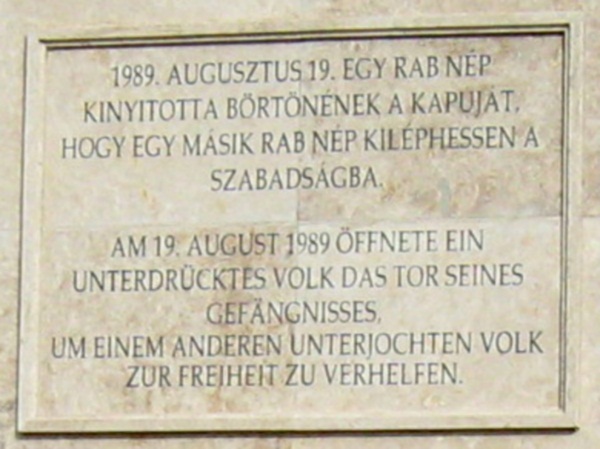 1989. AUGUSZTUS 19. EGY RAB NÉP
KINYITOTTA BÖRTÖNÉNEK A KAPUJÁT,
HOGY EGY MÁSIK RAB NÉP KILÉPHESSEN A
SZABADSÁGBA.
AM 19. AUGUST 1989 ÖFFNETE EIN
UNTERDRÜCKTES VOLK DAS TOR SEINES
GEFÄNGNISSES,
UM EINEM ANDEREN UNTERJOCHTEN VOLK
ZUR FREIHEIT ZU VERHELFEN.